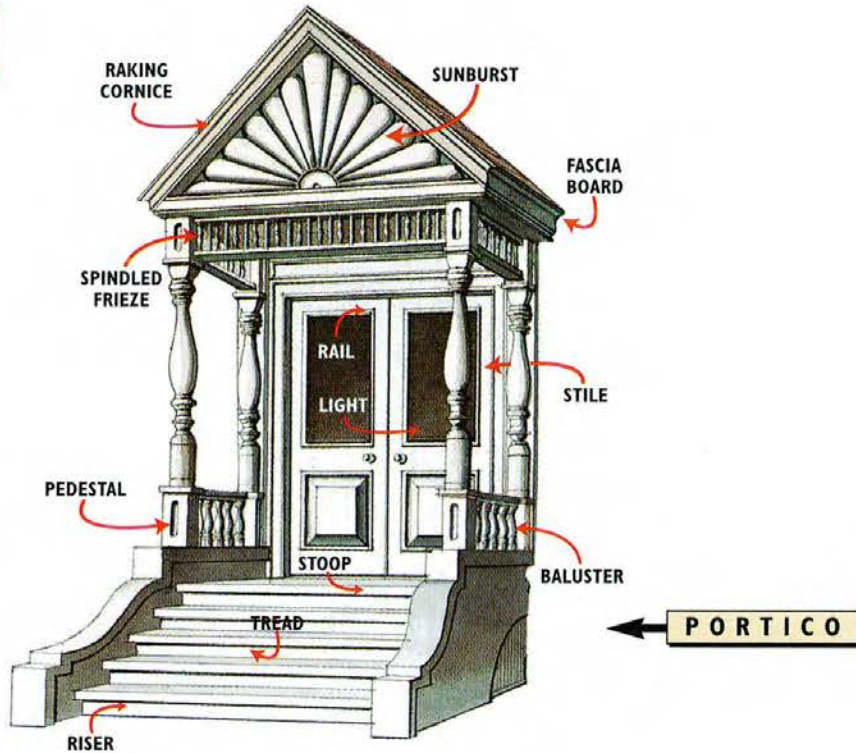 RAKING
CORNICE
SUNBURST
FASCIA
BOARD
SPINDLED
FRIEZE
RAIL
STILE
LIGHT
PEDESTAL
STOOP
BALUSTER
TREAD
PORTICO
RISER